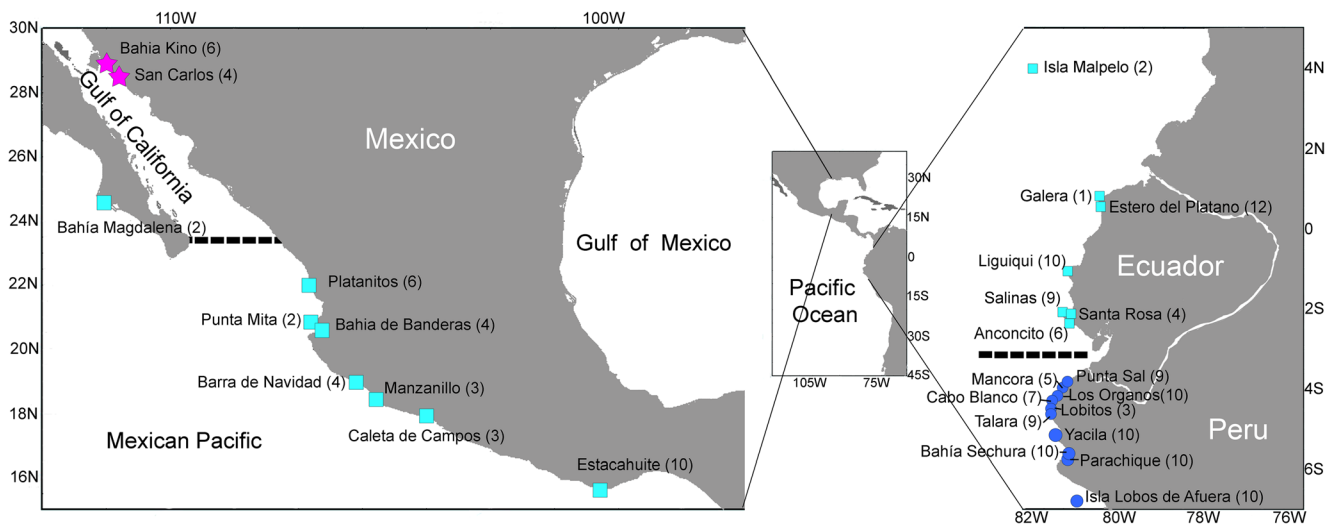 110W
100W
30N
28N
26N
24N
22N
20N
18N
16N
Bahia Kino (6)
San Carlos (4)
Gulf of California
Mexico
Bahía Magdalena (2)
Gulf of Mexico
Platanitos (6)
Punta Mita (2)
Bahia de Banderas (4)
Barra de Navidad (4)
Manzanillo (3)
Caleta de Campos (3)
Mexican Pacific
Estacahuite (10)
30N
15N
0
15S
30S
45S
Pacific
Ocean
105W
75W
Isla Malpelo (2)
4N
2N
0
2S
4S
6S
Galera (1)
Estero del Platano (12)
Liguiqui (10)
Ecuador
Salinas (9)
Santa Rosa (4)
Anconcito (6)
Mancora (5)
Punta Sal (9)
Cabo Blanco (7)
Los Organos(10)
Lobitos (3)
Talara (9)
Yacila (10)
Peru
Bahía Sechura (10)
Parachique (10)
Isla Lobos de Afuera (10)
82W
80W
78W
76W